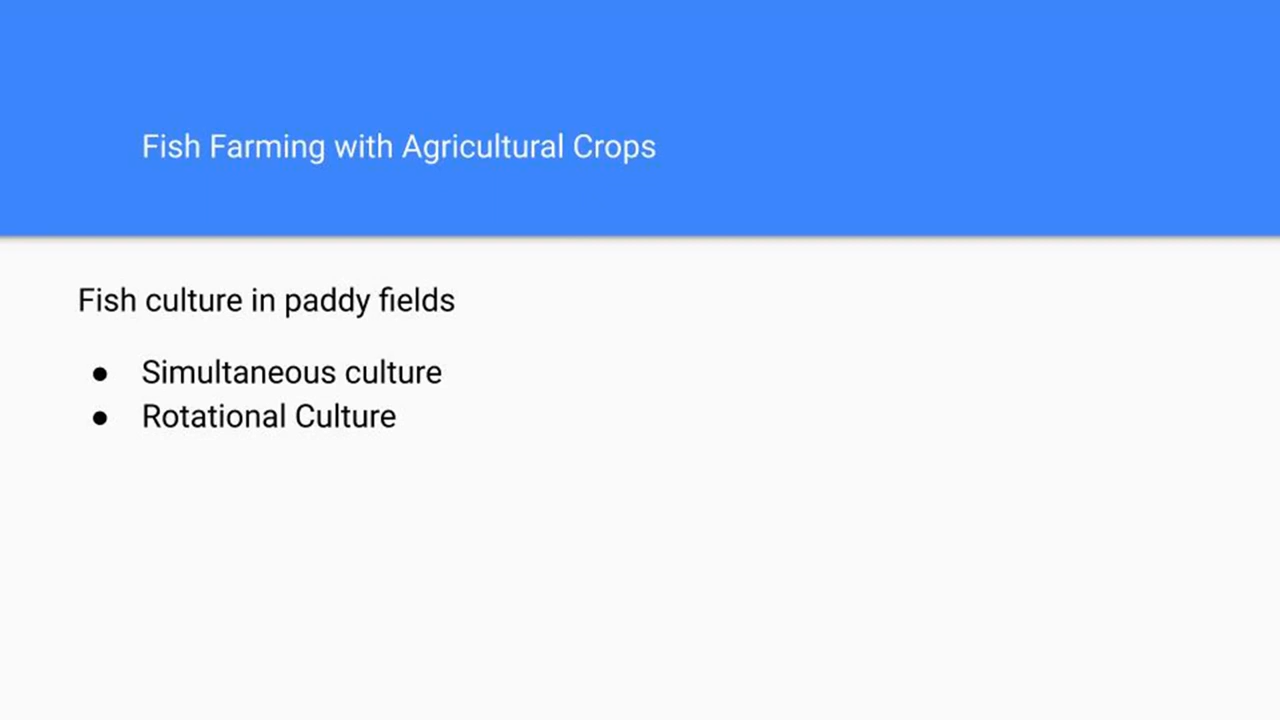 Fish Farming with Agricultural Crops
Fish culture in paddy fields
● Simultaneous culture
● Rotational Culture